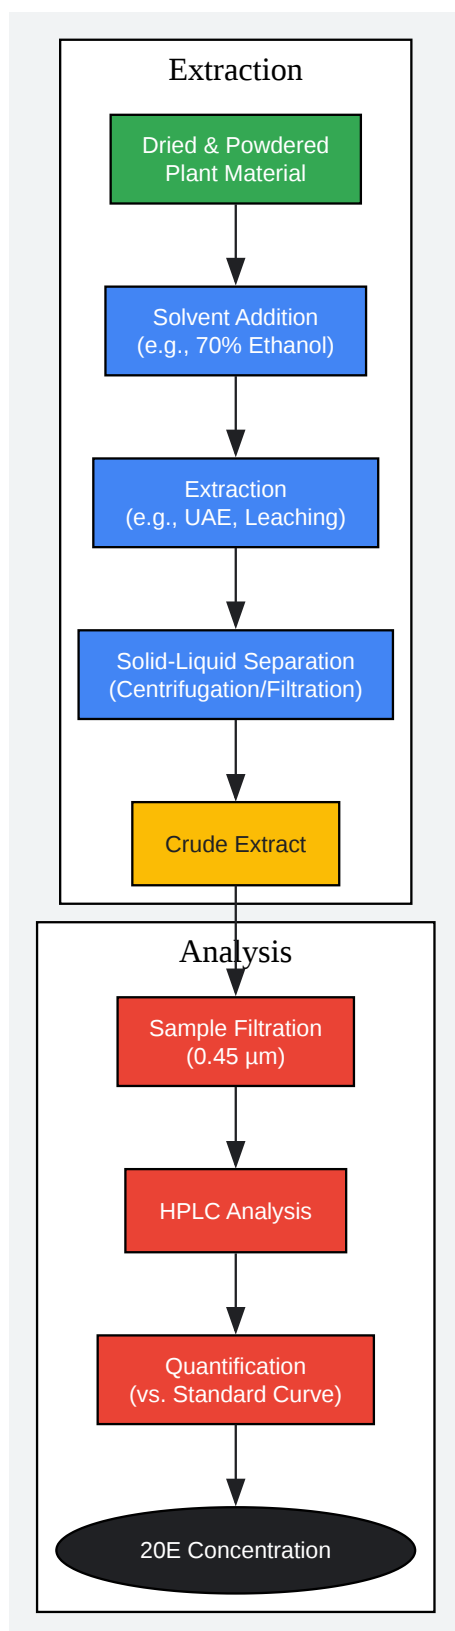 Extraction
Dried & Powdered
Plant Material
Solvent Addition
(e.g., 70% Ethanol)
Extraction
(e.g., UAE, Leaching)
Solid-Liquid Separation
(Centrifugation/Filtration)
Crude Extract
Analysis
Sample Filtration
(0.45 µm)
HPLC Analysis
Quantification
(vs. Standard Curve)
20E Concentration